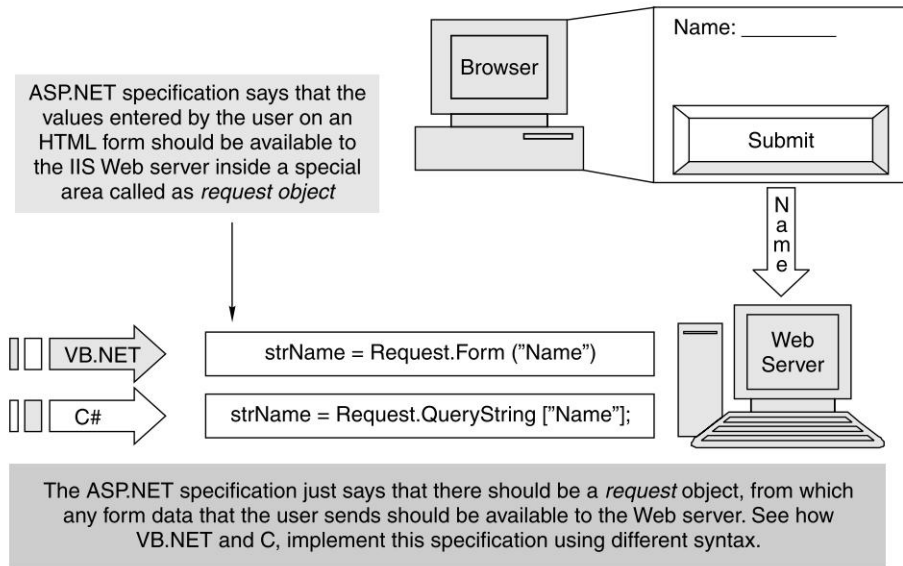 Browser
Name: _________
Submit
ASP.NET specification says that the
values entered by the user on an
HTML form should be available to
the IIS Web server inside a special
area called as request object
Name
VB.NET
strName = Request.Form (”Name”)
C#
strName = Request.QueryString [”Name”];
Web
Server
The ASP.NET specification just says that there should be a request object, from which
any form data that the user sends should be available to the Web server. See how
VB.NET and C, implement this specification using different syntax.